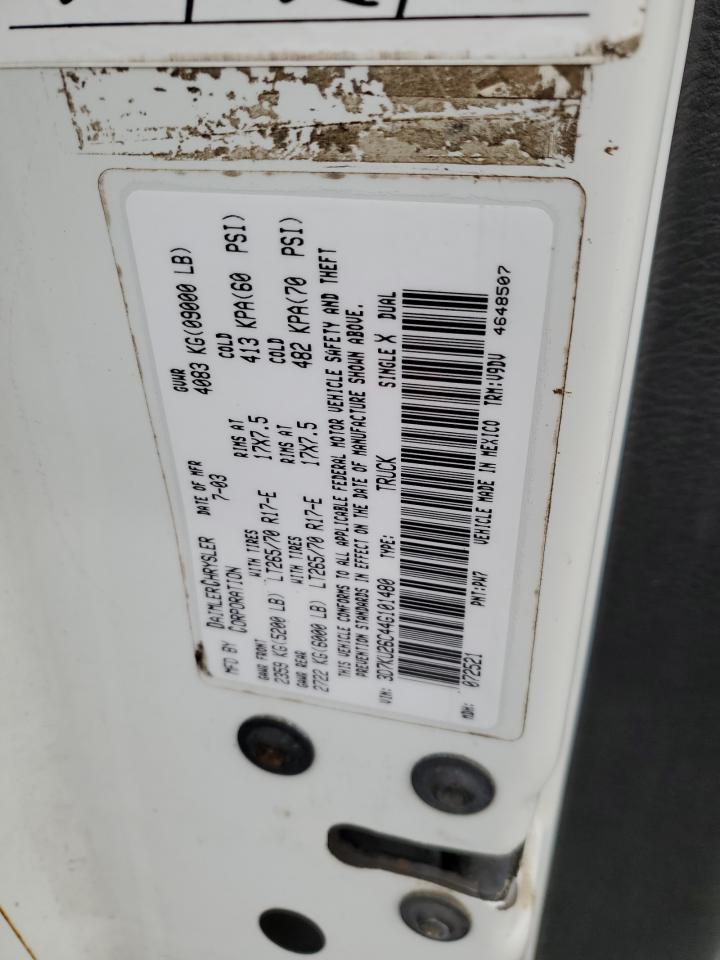 MFD BY DAIMLERCHRYSLER CORPORATION DATE OF MFR 7-03 GVWR 4083 KG(09000 LB)
GAWR FRONT WITH TIRES RIMS AT COLD
2359 KG(5200 LB) LT265/70 R17-E 17X7.5 413 KPA(60 PSI)
GAWR REAR WITH TIRES RIMS AT COLD
2722 KG(6000 LB) LT265/70 R17-E 17X7.5 482 KPA(70 PSI)
THIS VEHICLE CONFORMS TO ALL APPLICABLE FEDERAL MOTOR VEHICLE SAFETY AND THEFT
PREVENTION STANDARDS IN EFFECT ON THE DATE OF MANUFACTURE SHOWN ABOVE.
VIN: 3D7KU26C44G101480 TYPE: TRUCK SINGLE X DUAL
MDH: 072521 PNT:PW7 VEHICLE MADE IN MEXICO TRM:V9DV 4648507